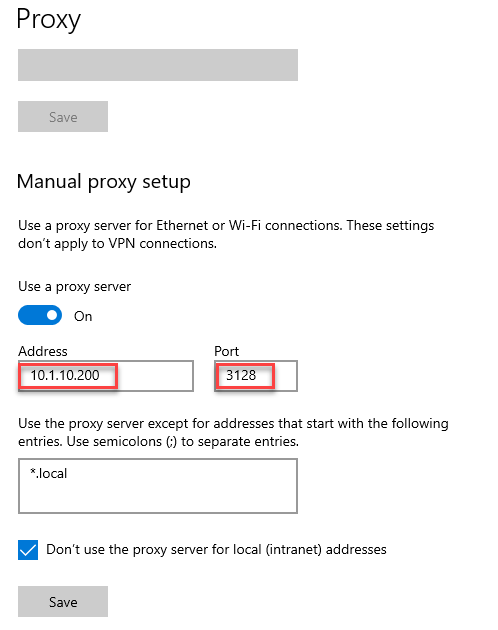 Proxy
Save
Manual proxy setup
Use a proxy server for Ethernet or Wi-Fi connections. These settings
don't apply to VPN connections.
Use a proxy server
On
Address Port
10.1.10.200 3128
Use the proxy server except for addresses that start with the following
entries. Use semicolons (;) to separate entries.
*.local
Don't use the proxy server for local (intranet) addresses
Save